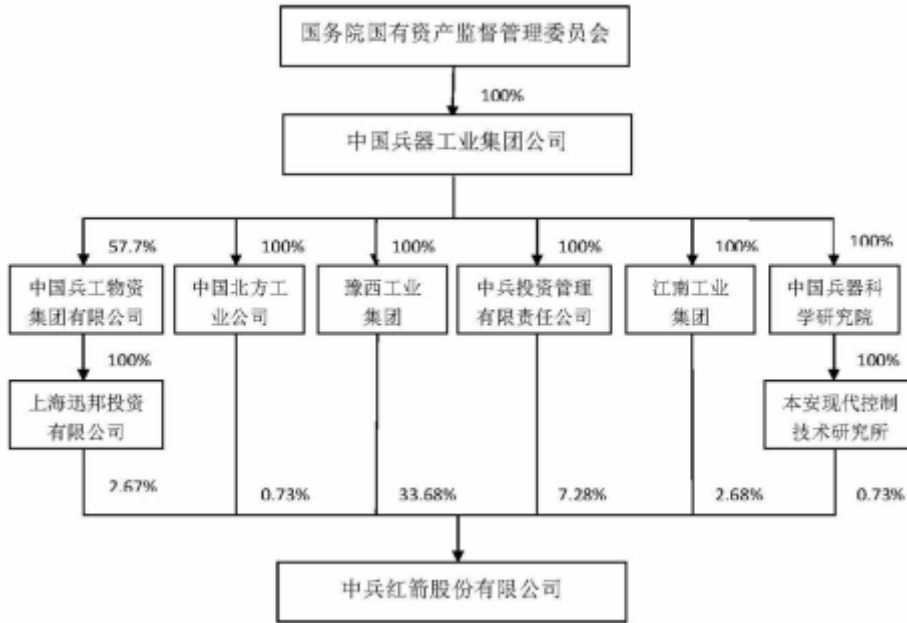 国务院国有资产监督管理委员会
100%
中国兵器工业集团公司
57.7%
100%
100%
100%
100%
100%
中国兵工物资
集团有限公司
中国北方工
业公司
豫西工业
集团
中兵投资管理
有限责任公司
江南工业
集团
中国兵器科
学研究院
100%
100%
上海迅邦投资
有限公司
本安现代控制
技术研究所
2.67%
0.73%
33.68%
7.28%
2.68%
0.73%
中兵红箭股份有限公司